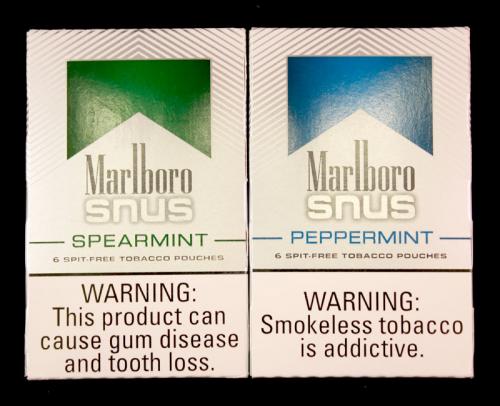 Marlboro
snus
SPEARMINT
6 SPIT-FREE TOBACCO POUCHES
WARNING:
This product can
cause gum disease
and tooth loss.
Marlboro
snus
PEPPERMINT
6 SPIT-FREE TOBACCO POUCHES
WARNING:
Smokeless tobacco
is addictive.